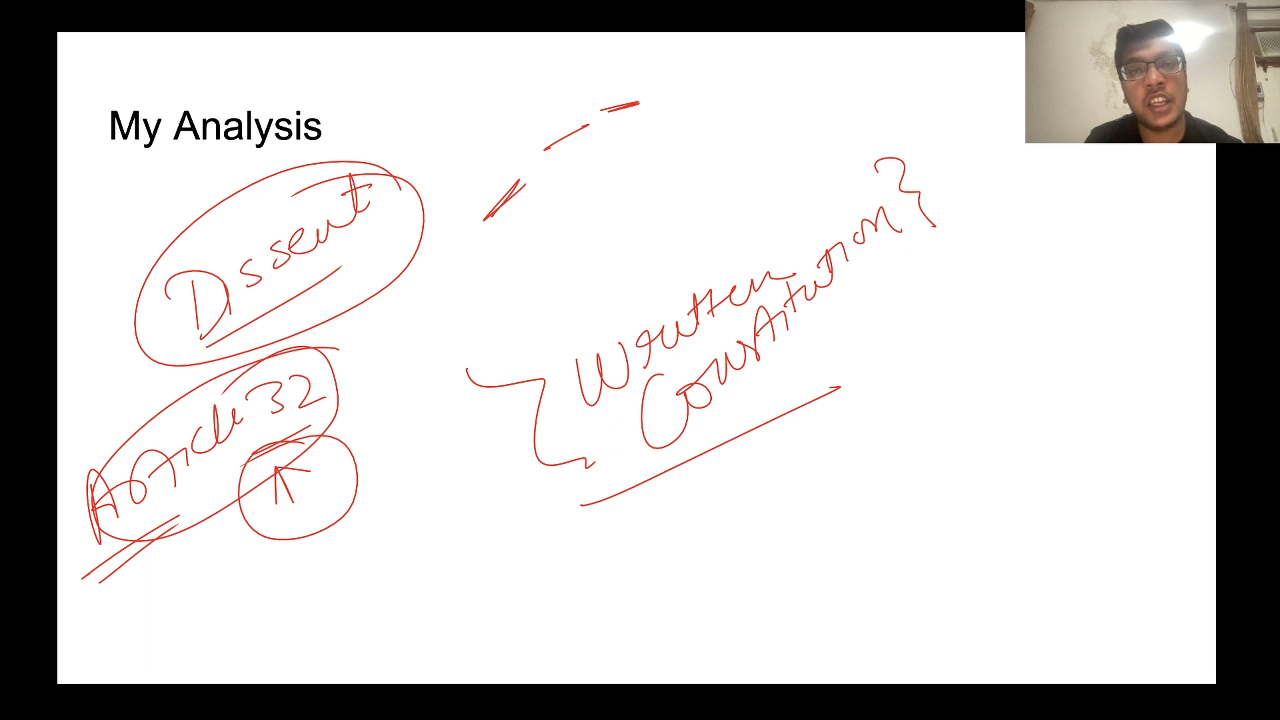 My Analysis
Dissent
Article 32
Written
Constitution